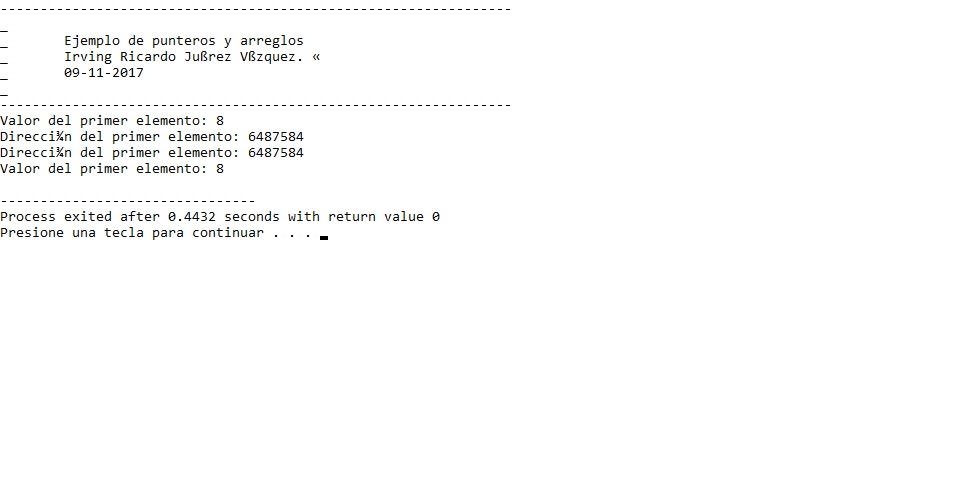 ----------------------------------------------------------------
_
_       Ejemplo de punteros y arreglos
_       Irving Ricardo Jußrez Vßzquez. «
_       09-11-2017
_
----------------------------------------------------------------
Valor del primer elemento: 8
Direcci¾n del primer elemento: 6487584
Direcci¾n del primer elemento: 6487584
Valor del primer elemento: 8
--------------------------------
Process exited after 0.4432 seconds with return value 0
Presione una tecla para continuar . . .